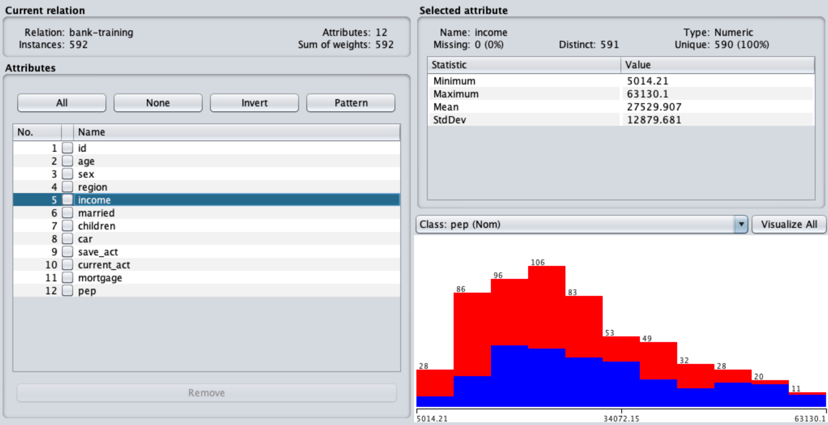 Current relation
Relation: bank-training
Attributes: 12
Instances: 592
Sum of weights: 592
Attributes
All
None
Invert
Pattern
No.
Name
1 id
2 age
3 sex
4 region
5 income
6 married
7 children
8 car
9 save_act
10 current_act
11 mortgage
12 pep
Remove
Selected attribute
Name: income
Type: Numeric
Missing: 0 (0%)
Distinct: 591
Unique: 590 (100%)
Statistic
Value
Minimum 5014.21
Maximum 63130.1
Mean 27529.907
StdDev 12879.681
Class: pep (Nom)
Visualize All
28
86
96
106
83
53
49
32
28
20
11
5014.21
34072.15
63130.1